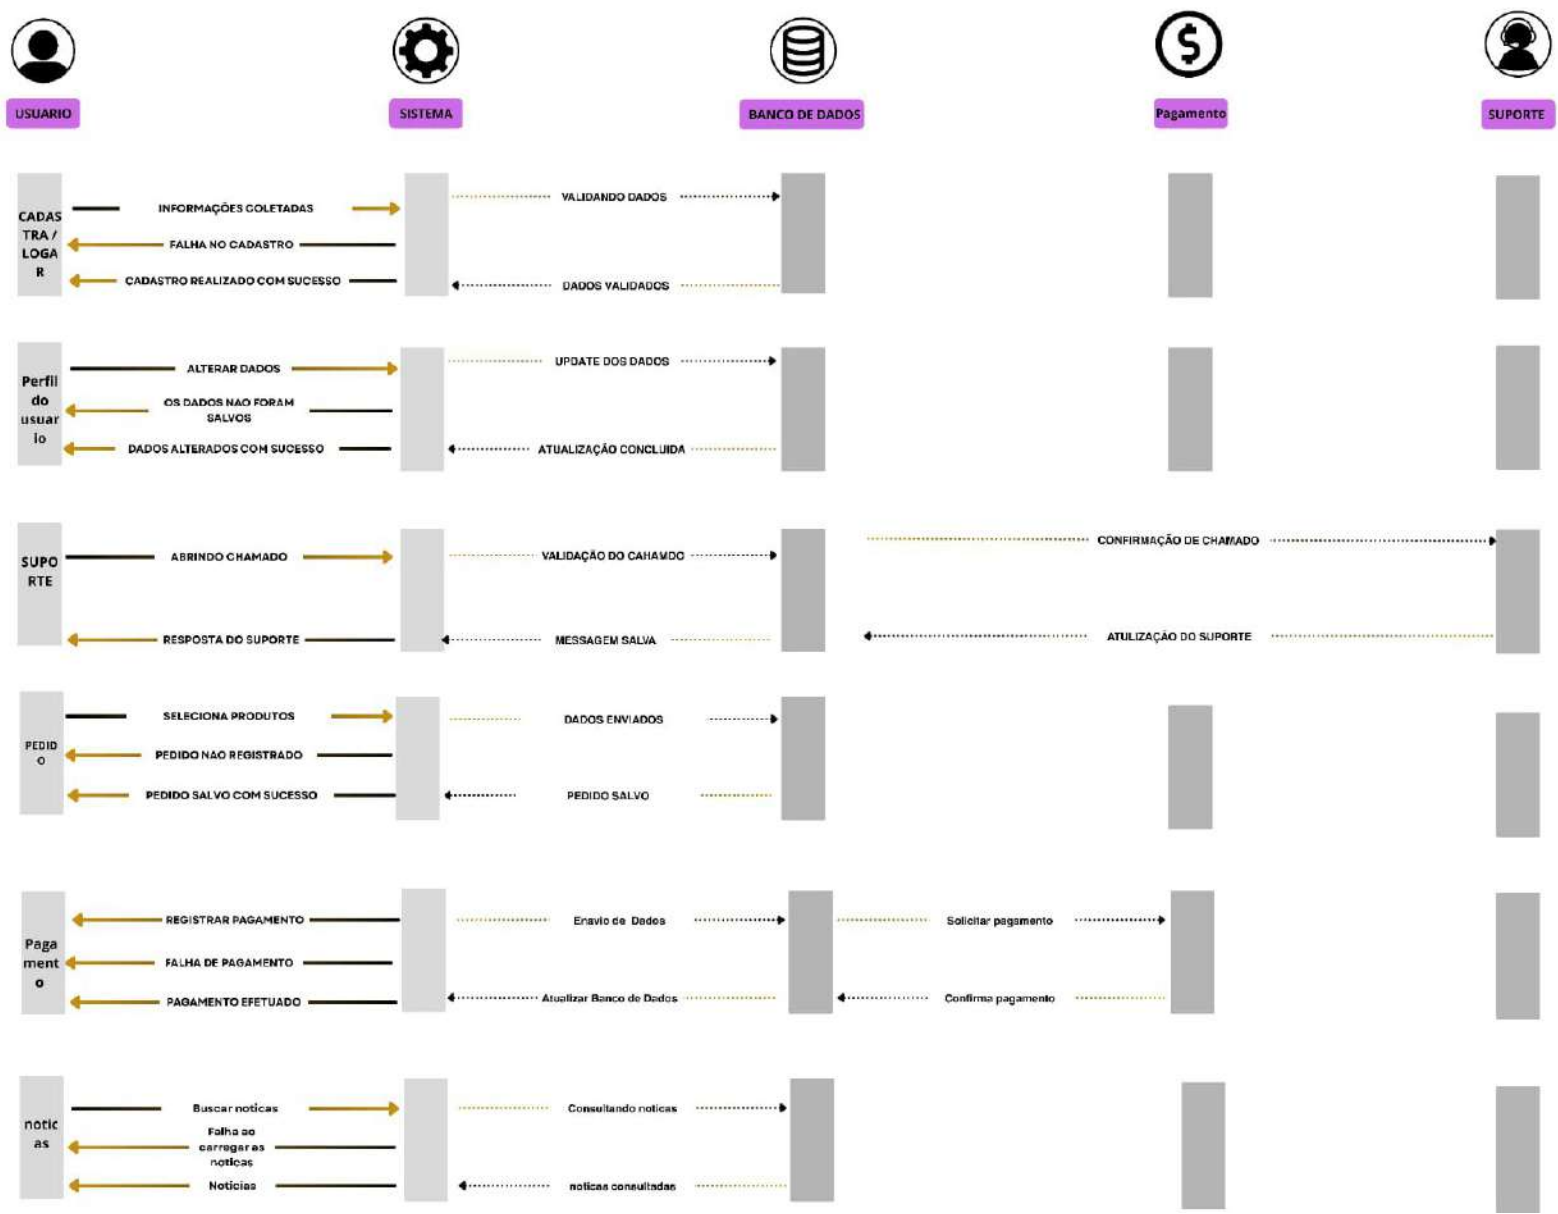 USUARIO
SISTEMA
BANCO DE DADOS
Pagamento
SUPORTE
CADAS
TRA /
LOGA
R
INFORMAÇÕES COLETADAS
VALIDANDO DADOS
FALHA NO CADASTRO
CADASTRO REALIZADO COM SUCESSO
DADOS VALIDADOS
Perfil
do
usuar
io
ALTERAR DADOS
UPDATE DOS DADOS
OS DADOS NAO FORAM
SALVOS
DADOS ALTERADOS COM SUCESSO
ATUALIZAÇÃO CONCLUIDA
SUPO
RTE
ABRINDO CHAMADO
VALIDAÇÃO DO CAHAMDO
CONFIRMAÇÃO DE CHAMADO
RESPOSTA DO SUPORTE
MESSAGEM SALVA
ATULIZAÇÃO DO SUPORTE
PEDID
O
SELECIONA PRODUTOS
DADOS ENVIADOS
PEDIDO NAO REGISTRADO
PEDIDO SALVO COM SUCESSO
PEDIDO SALVO
Paga
ment
o
REGISTRAR PAGAMENTO
Enavio de Dados
Solicitar pagamento
FALHA DE PAGAMENTO
PAGAMENTO EFETUADO
Atualizar Banco de Dados
Confirma pagamento
notic
as
Buscar noticas
Consultando noticas
Falha ao
carregar as
noticas
Noticias
noticas consultadas